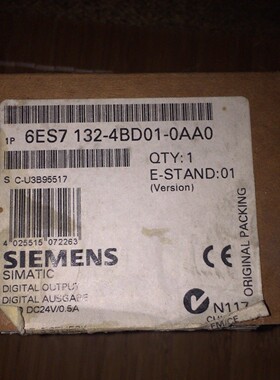 1P 6ES7 132-4BD01-0AA0
S C-U3B95517
QTY:1
E-STAND:01
(Version)
4 025515 072263
SIEMENS
SIMATIC
DIGITAL OUTPUT
DIGITAL AUSGABE
DC24V/0.5A
CE
N117
ORIGINAL PACKING